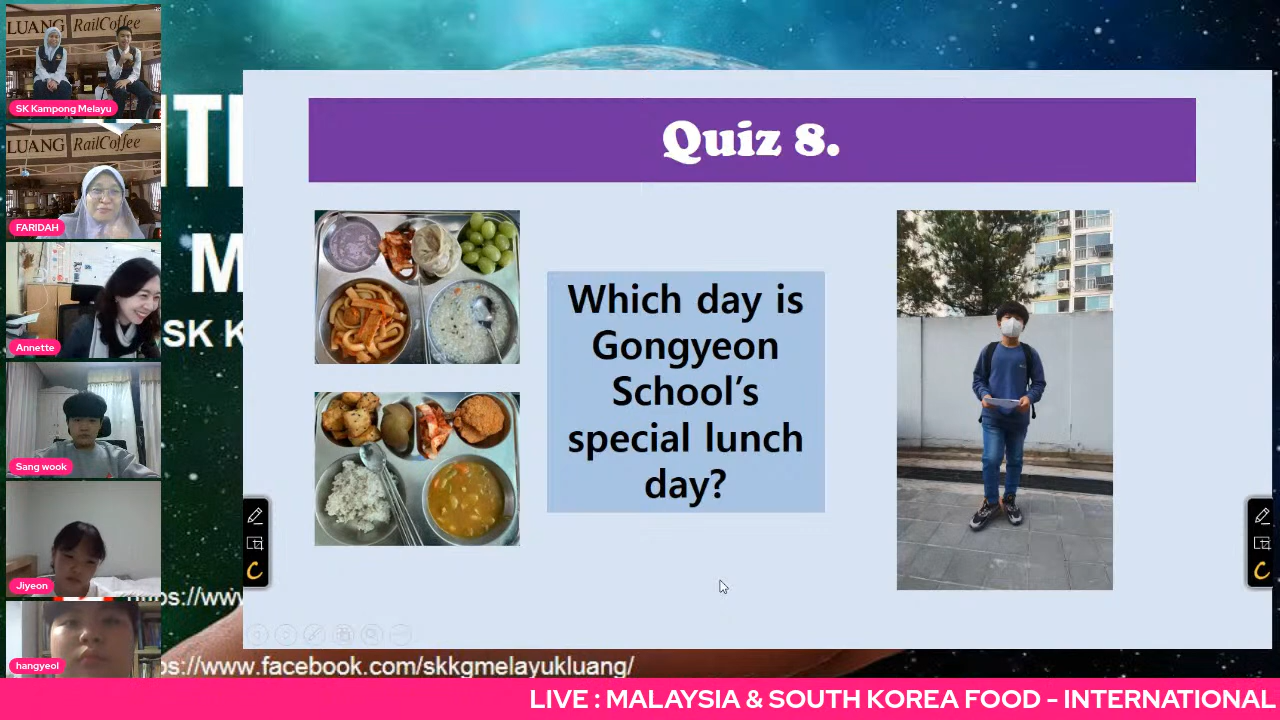 LUANG RailCoffee
SK Kampong Melayu
LUANG RailCoffee
FARIDAH
Annette
Sang wook
Jiyeon
hangyeol
M
SK K
Quiz 8.
Which day is
Gongyeon
School's
special lunch
day?
https://www.facebook.com/skkgmelayukluang/
LIVE : MALAYSIA & SOUTH KOREA FOOD - INTERNATIONAL